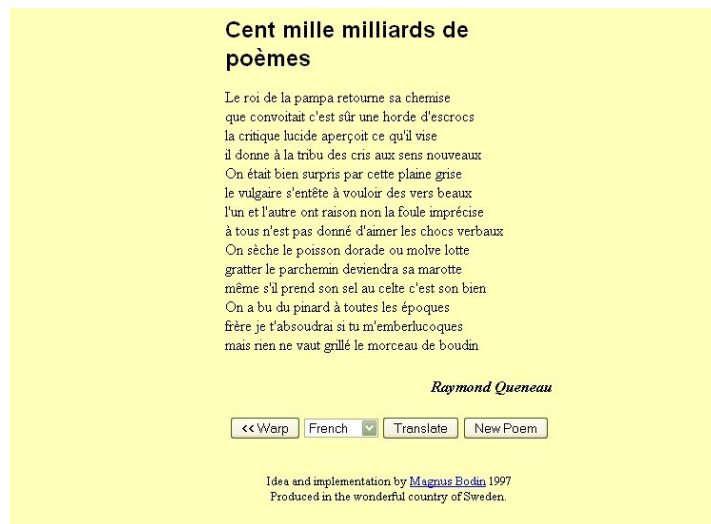 Cent mille milliards de
poèmes
Le roi de la pampa retourne sa chemise
que convoitait c'est sûr une horde d'escrocs
la critique lucide aperçoit ce qu'il vise
il donne à la tribu des cris aux sens nouveaux
On était bien surpris par cette plaine grise
le vulgaire s'entête à vouloir des vers beaux
l'un et l'autre ont raison non la foule imprécise
à tous n'est pas donné d'aimer les chocs verbaux
On sèche le poisson dorade ou molve lotte
gratter le parchemin deviendra sa marotte
même s'il prend son sel au celte c'est son bien
On a bu du pinard à toutes les époques
frère je t'absoudrai si tu m'emberlucoques
mais rien ne vaut grillé le morceau de boudin
Raymond Queneau
<< Warp French Translate New Poem
Idea and implementation by Magnus Bodin 1997
Produced in the wonderful country of Sweden.